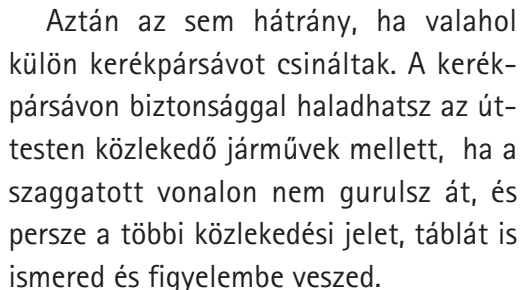 Aztán az sem hátrány, ha valahol
külön kerékpársávot csináltak. A kerék-
pársávon biztonsággal haladhatsz az út-
testen közlekedő járművek mellett, ha a
szaggatott vonalon nem gurulsz át, és
persze a többi közlekedési jelet, táblát is
ismered és figyelembe veszed.